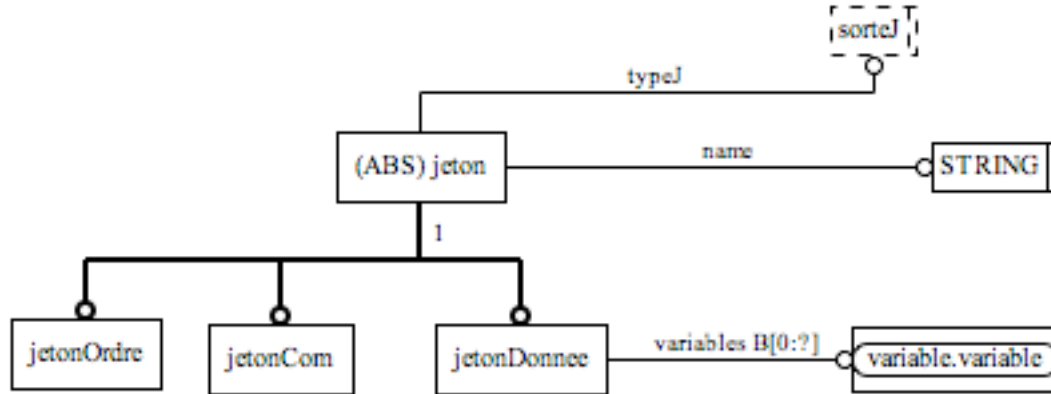 sorteJ
typeJ
(ABS) jeton
name
STRING
1
jetonOrdre
jetonCom
jetonDonnee
variables B[0:?]
variable.variable